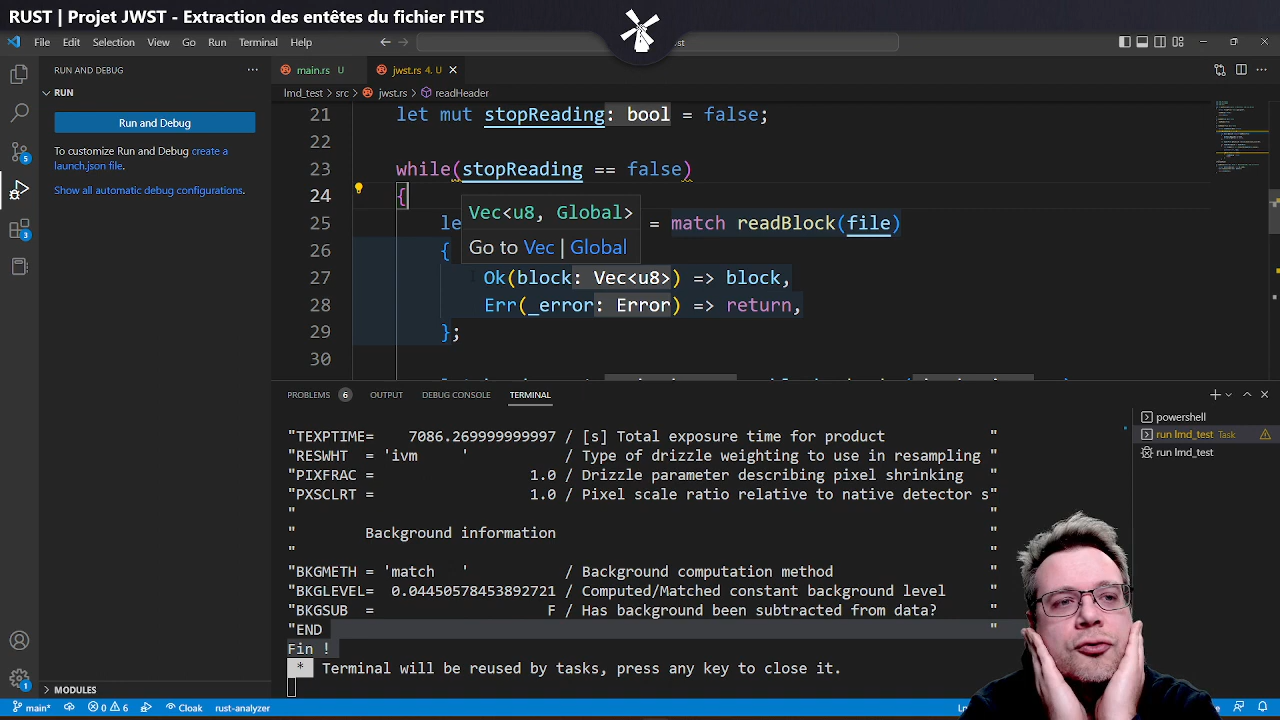 RUST | Projet JWST - Extraction des entêtes du fichier FITS
File Edit Selection View Go Run Terminal Help
RUN AND DEBUG
main.rs U
jwst.rs 4, U
RUN
lmd_test > src > jwst.rs > readHeader
Run and Debug
To customize Run and Debug create a
launch.json file.
Show all automatic debug configurations.
21 let mut stopReading: bool = false;
22
23 while(stopReading == false)
24 {
Vec<u8, Global>
Go to Vec | Global
25 = match readBlock(file)
26 {
27 Ok(block: Vec<u8>) => block,
28 Err(_error: Error) => return,
29 };
30
PROBLEMS 6 OUTPUT DEBUG CONSOLE TERMINAL
powershell
run lmd_test Task
run lmd_test
"TEXPTIME= 7086.269999999997 / [s] Total exposure time for product "
"RESWHT = 'ivm ' / Type of drizzle weighting to use in resampling "
"PIXFRAC = 1.0 / Drizzle parameter describing pixel shrinking "
"PXSCLRT = 1.0 / Pixel scale ratio relative to native detector s"
" "
" Background information "
" "
"BKGMETH = 'match ' / Background computation method "
"BKGLEVEL= 0.04450578453892721 / Computed/Matched constant background level "
"BKGSUB = F / Has background been subtracted from data? "
"END "
Fin !
* Terminal will be reused by tasks, press any key to close it.
MODULES
main* 0 6 Cloak rust-analyzer